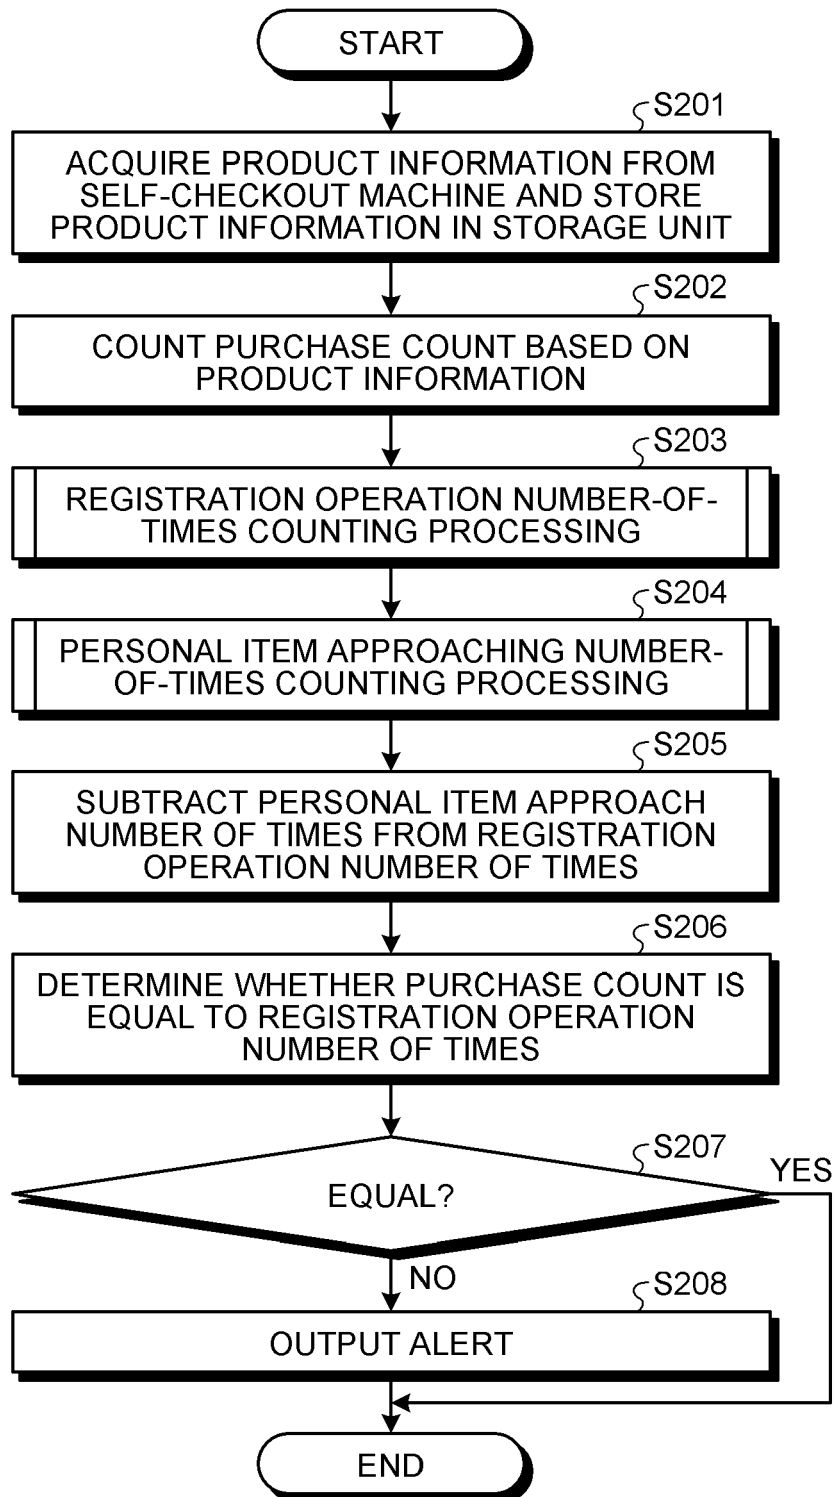 START
S201
ACQUIRE PRODUCT INFORMATION FROM
SELF-CHECKOUT MACHINE AND STORE
PRODUCT INFORMATION IN STORAGE UNIT
S202
COUNT PURCHASE COUNT BASED ON
PRODUCT INFORMATION
S203
REGISTRATION OPERATION NUMBER-OF-
TIMES COUNTING PROCESSING
S204
PERSONAL ITEM APPROACHING NUMBER-
OF-TIMES COUNTING PROCESSING
S205
SUBTRACT PERSONAL ITEM APPROACH
NUMBER OF TIMES FROM REGISTRATION
OPERATION NUMBER OF TIMES
S206
DETERMINE WHETHER PURCHASE COUNT IS
EQUAL TO REGISTRATION OPERATION
NUMBER OF TIMES
S207
YES
EQUAL?
NO
S208
OUTPUT ALERT
END